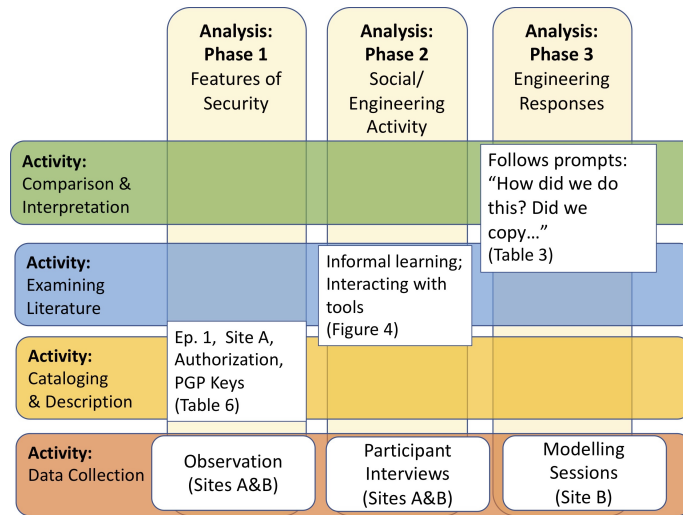 Analysis:
Phase 1
Features of
Security
Analysis:
Phase 2
Social/
Engineering
Activity
Analysis:
Phase 3
Engineering
Responses
Activity:
Comparison &
Interpretation
Follows prompts:
“How did we do
this? Did we
copy…”
(Table 3)
Activity:
Examining
Literature
Informal learning;
Interacting with
tools
(Figure 4)
Activity:
Cataloging
& Description
Ep. 1, Site A,
Authorization,
PGP Keys
(Table 6)
Activity:
Data Collection
Observation
(Sites A&B)
Participant
Interviews
(Sites A&B)
Modelling
Sessions
(Site B)